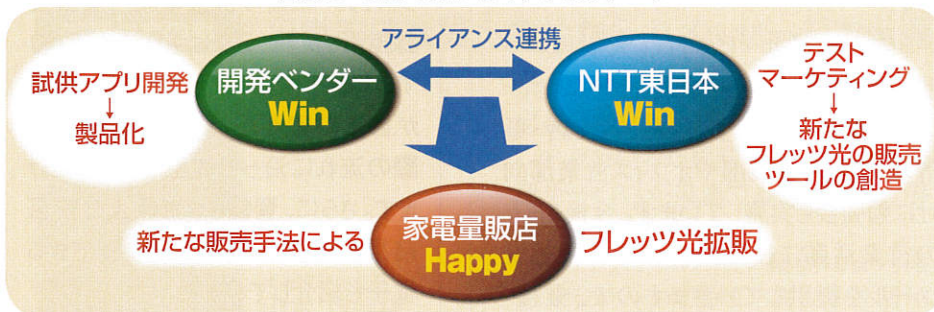 アライアンス連携
試供アプリ開発
↓
製品化
開発ベンダー
Win
NTT東日本
Win
テスト
マーケティング
↓
新たな
フレッツ光の販売
ツールの創造
新たな販売手法による
家電量販店
Happy
フレッツ光拡販